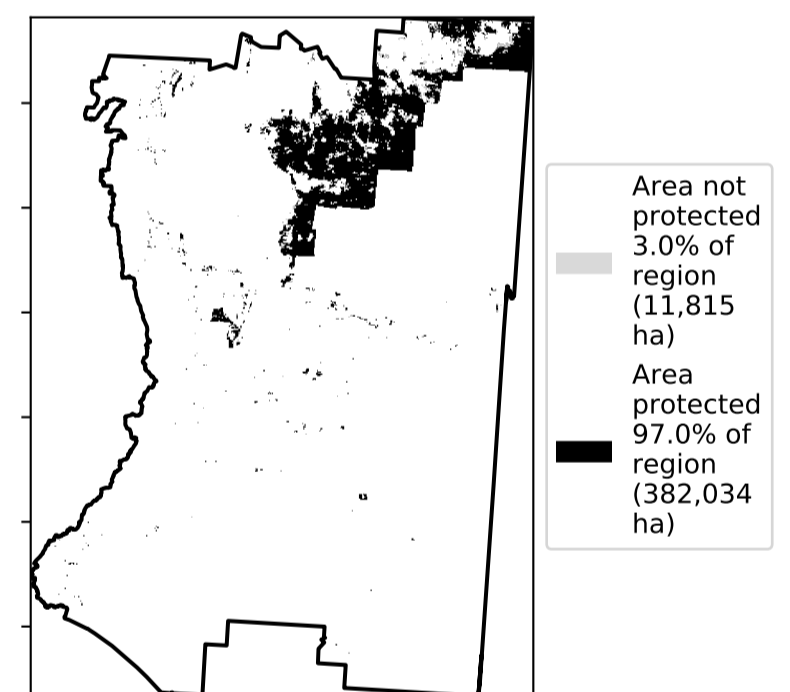 Area not
protected
3.0% of
region
(11,815
ha)
Area
protected
97.0% of
region
(382,034
ha)